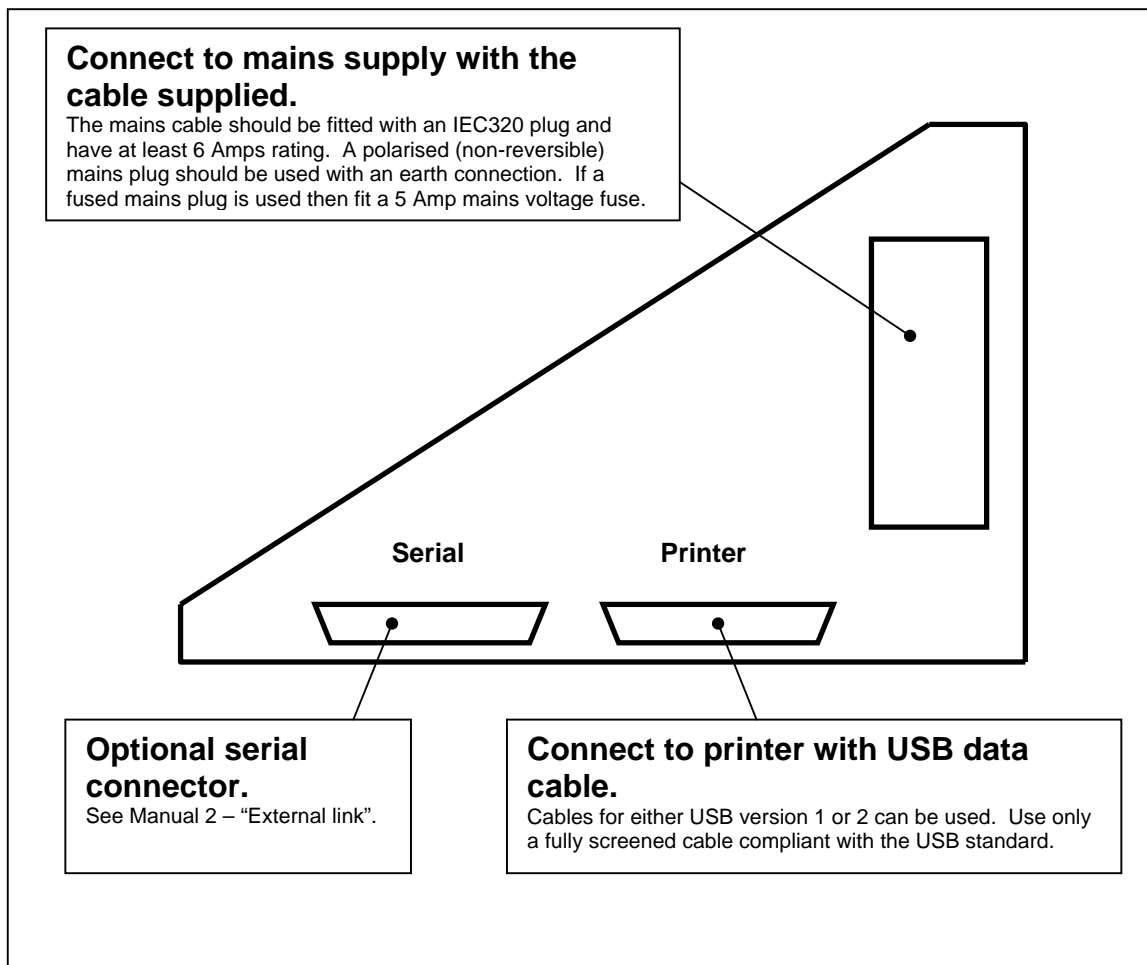 Connect to mains supply with the
cable supplied.
The mains cable should be fitted with an IEC320 plug and
have at least 6 Amps rating.  A polarised (non-reversible)
mains plug should be used with an earth connection.  If a
fused mains plug is used then fit a 5 Amp mains voltage fuse.
Serial
Printer
Optional serial
connector.
See Manual 2 – “External link”.
Connect to printer with USB data
cable.
Cables for either USB version 1 or 2 can be used.  Use only
a fully screened cable compliant with the USB standard.